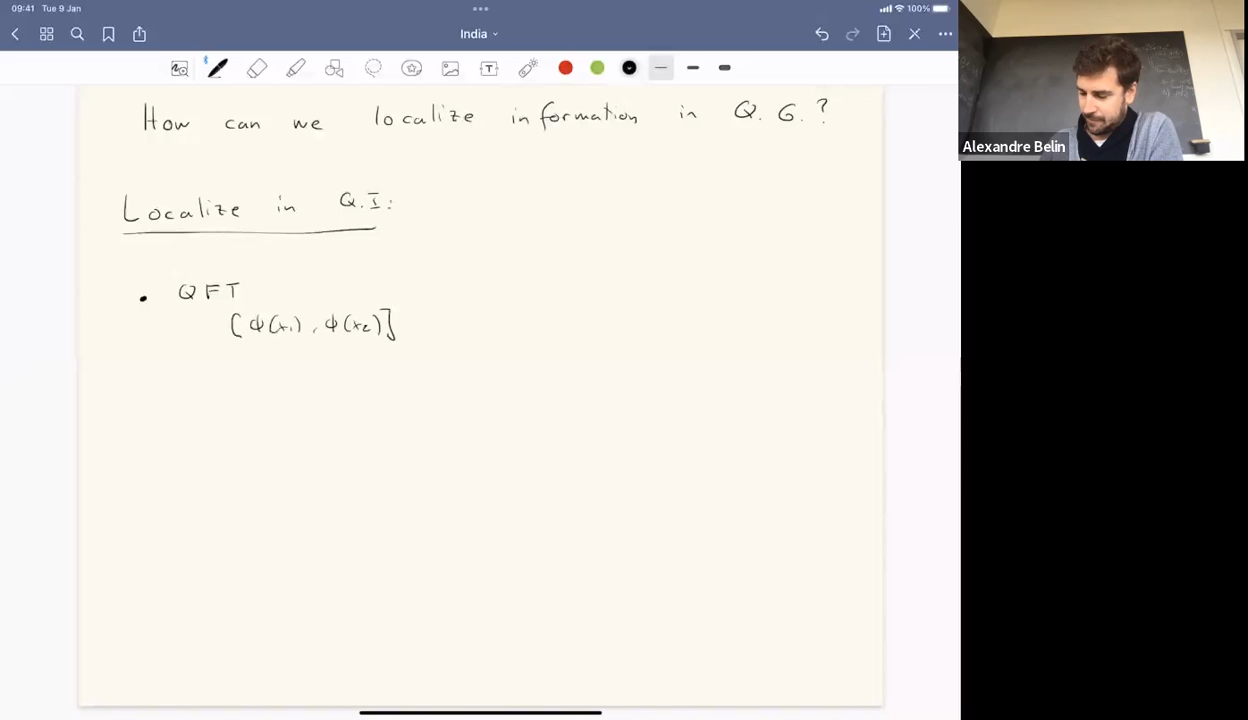 09:41 Tue 9 Jan
100%
India
T
Alexandre Belin
How can we localize information in Q. G. ?
Localize in Q.I:
• QFT
[ϕ(x₁), ϕ(x₂)]